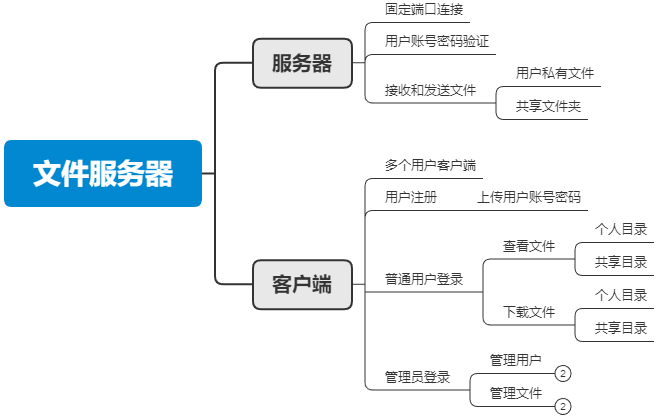 文件服务器
服务器
固定端口连接
用户账号密码验证
接收和发送文件
用户私有文件
共享文件夹
客户端
多个用户客户端
用户注册
上传用户账号密码
普通用户登录
查看文件
个人目录
共享目录
下载文件
个人目录
共享目录
管理员登录
管理用户
2
管理文件
2